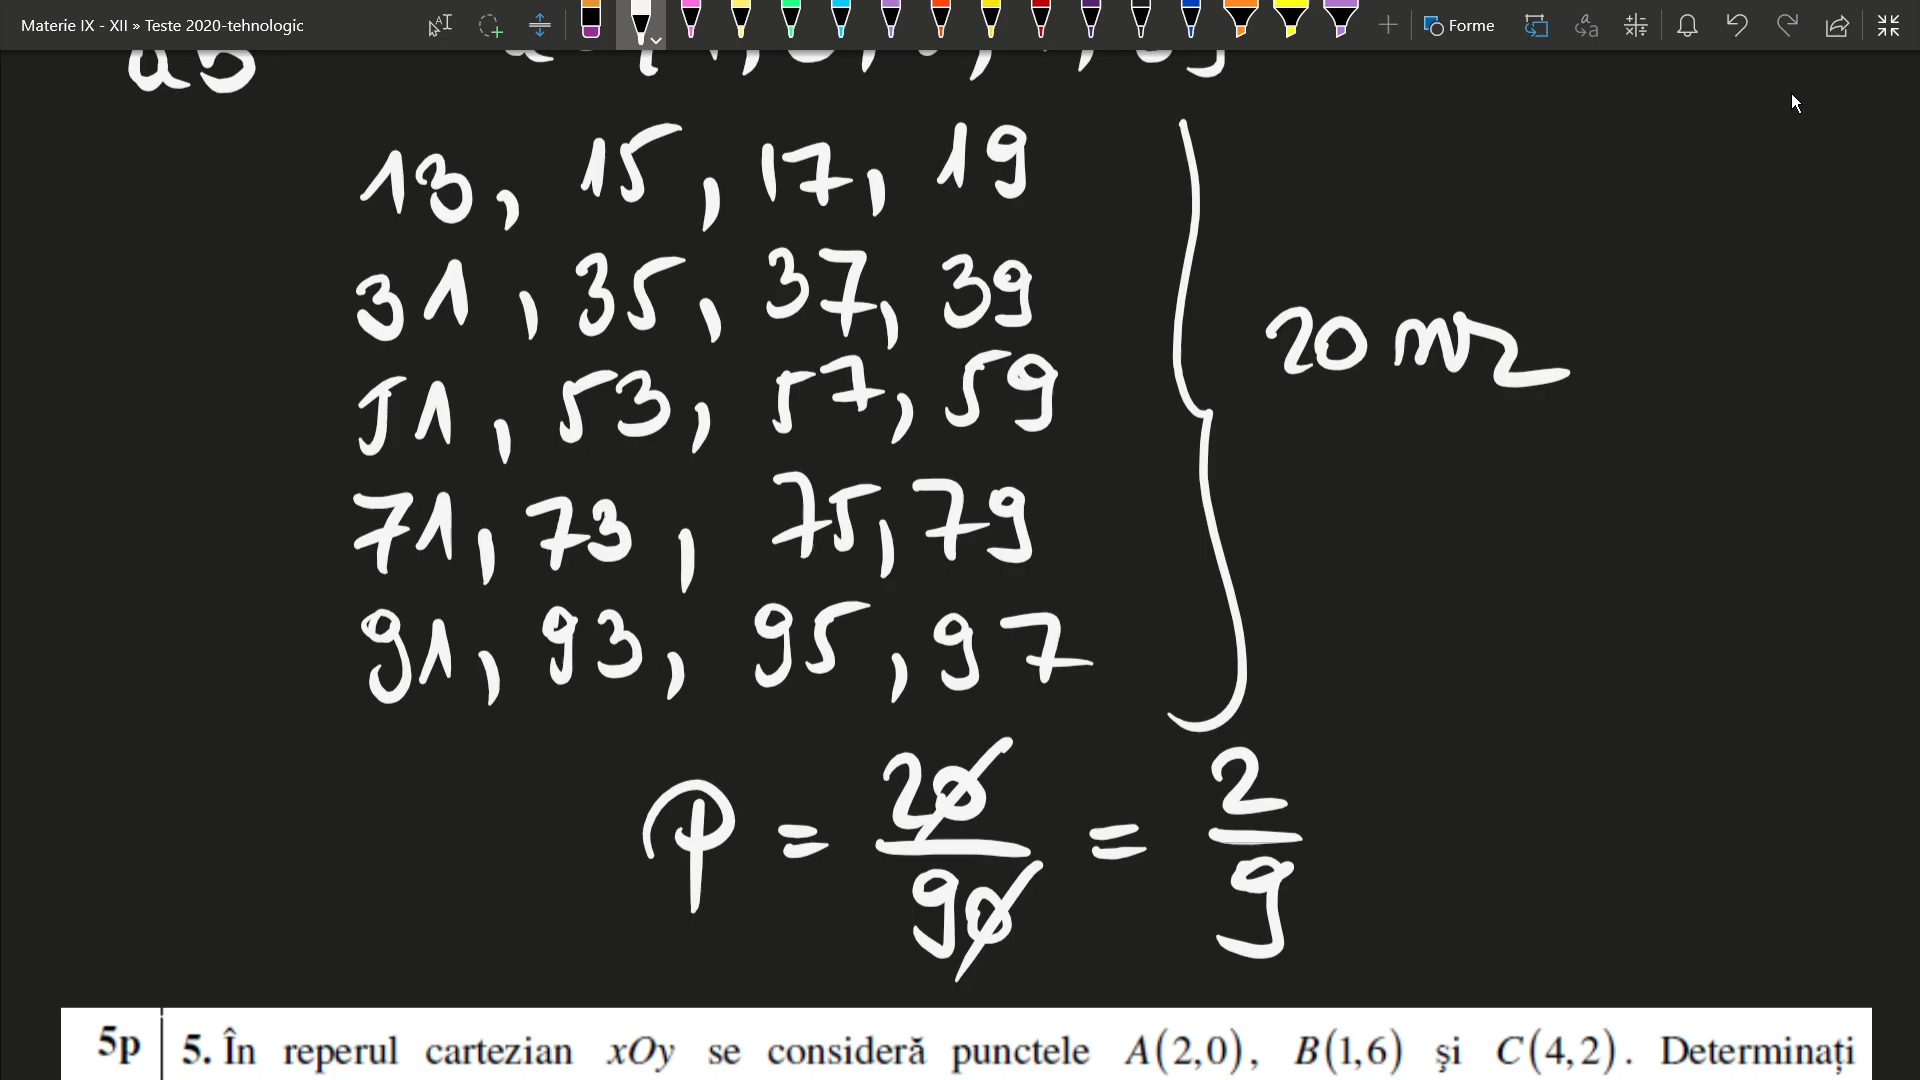 Materie IX - XII » Teste 2020-tehnologic
Forme
ab
13, 15, 17, 19
31, 35, 37, 39
51, 53, 57, 59
71, 73, 75, 79
91, 93, 95, 97
20 nr
P = 20/90 = 2/9
5p 5. În reperul cartezian xOy se consideră punctele A(2,0), B(1,6) și C(4,2). Determinați